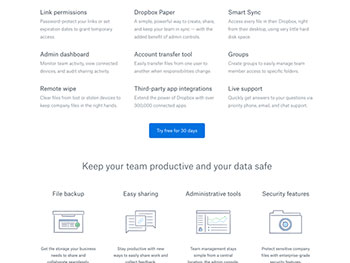 Link permissions
Password-protect your links or set
expiration dates to grant temporary
access.
Dropbox Paper
A simple, powerful way to create, share,
and keep your team in sync — with the
added benefit of admin controls.
Smart Sync
Access every file in their Dropbox, right
from their desktop, using very little hard
disk space.
Admin dashboard
Monitor team activity, view connected
devices, and audit sharing activity.
Account transfer tool
Easily transfer files from one user to
another when responsibilities change.
Groups
Create groups to easily manage team
member access to specific folders.
Remote wipe
Clear files from lost or stolen devices to
keep company files in the right hands.
Third-party app integrations
Extend the power of Dropbox with over
300,000 connected apps.
Live support
Quickly get answers to your questions via
priority phone, email, and chat support.
Try free for 30 days
Keep your team productive and your data safe
File backup
Get the storage your business
needs to share and
collaborate seamlessly
Easy sharing
Stay productive with new
ways to easily share work and
collect feedback.
Administrative tools
Team management stays
simple from a central
location, the admin console
Security features
Protect sensitive company
files with enterprise-grade
security features